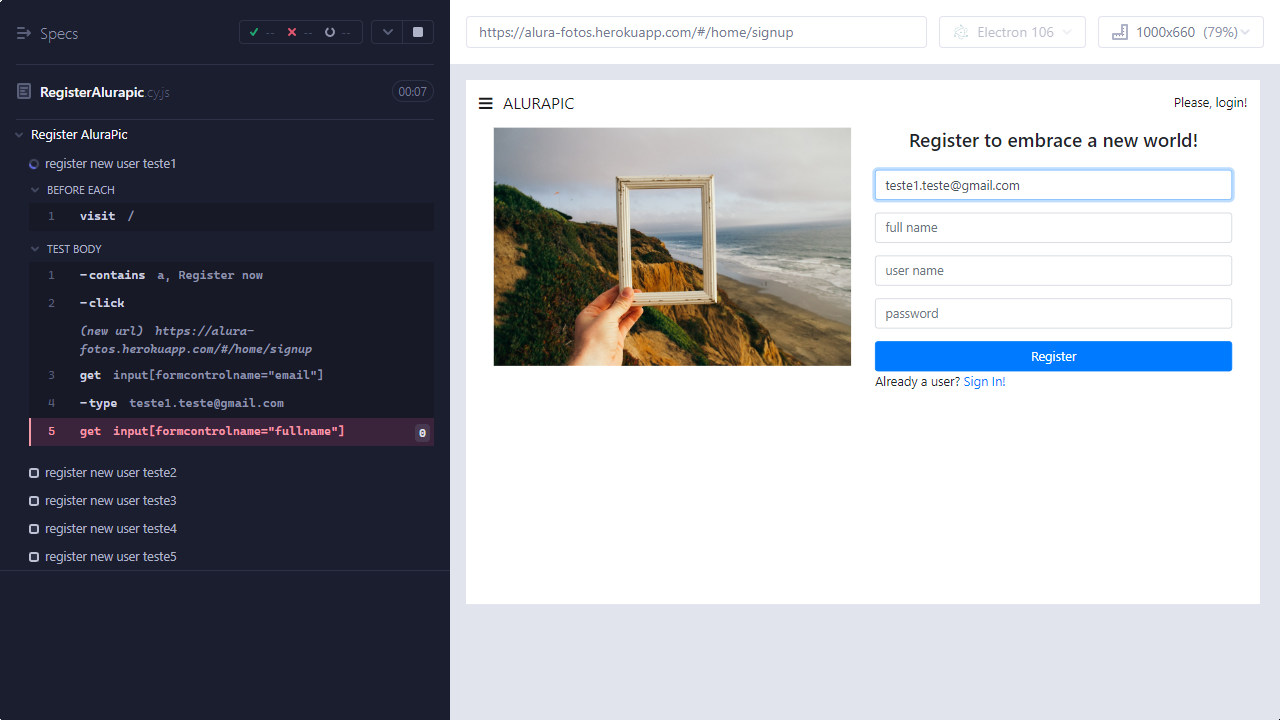 Specs
-- -- --
RegisterAlurapic.cy.js
00:07
Register AluraPic
register new user teste1
BEFORE EACH
1 visit /
TEST BODY
1 -contains a, Register now
2 -click
(new url) https://alura-
fotos.herokuapp.com/#/home/signup
3 get input[formcontrolname="email"]
4 -type teste1.teste@gmail.com
5 get input[formcontrolname="fullname"] 0
register new user teste2
register new user teste3
register new user teste4
register new user teste5
https://alura-fotos.herokuapp.com/#/home/signup
Electron 106
1000x660 (79%)
ALURAPIC
Please, login!
Register to embrace a new world!
teste1.teste@gmail.com
full name
user name
password
Register
Already a user? Sign In!